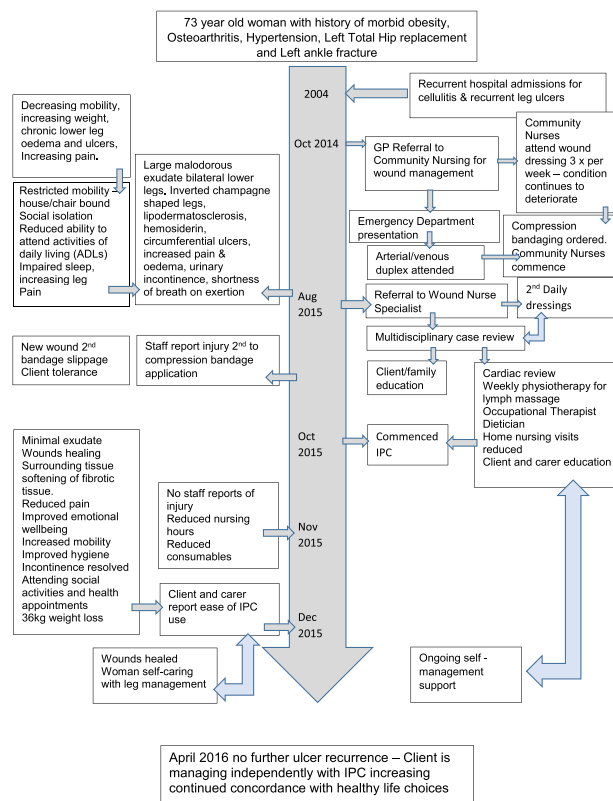 73 year old woman with history of morbid obesity,
Osteoarthritis, Hypertension, Left Total Hip replacement
and Left ankle fracture
2004
Recurrent hospital admissions for
cellulitis & recurrent leg ulcers
Decreasing mobility,
increasing weight,
chronic lower leg
oedema and ulcers,
Increasing pain.
Oct 2014
GP Referral to
Community Nursing for
wound management
Community
Nurses
attend wound
dressing 3 x per
week – condition
continues to
deteriorate
Restricted mobility –
house/chair bound
Social isolation
Reduced ability to
attend activities of
daily living (ADLs)
Impaired sleep,
increasing leg
Pain
Large malodorous
exudate bilateral lower
legs. Inverted champagne
shaped legs,
lipodermatosclerosis,
hemosiderin,
circumferential ulcers,
increased pain &
oedema, urinary
incontinence, shortness
of breath on exertion
Emergency Department
presentation
Arterial/venous
duplex attended
Compression
bandaging ordered.
Community Nurses
commence
Aug
2015
Referral to Wound Nurse
Specialist
2nd Daily
dressings
Multidisciplinary case review
New wound 2nd
bandage slippage
Client tolerance
Staff report injury 2nd to
compression bandage
application
Client/family
education
Cardiac review
Weekly physiotherapy for
lymph massage
Occupational Therapist
Dietician
Home nursing visits
reduced
Client and carer education
Oct
2015
Commenced
IPC
Minimal exudate
Wounds healing
Surrounding tissue
softening of fibrotic
tissue.
Reduced pain
Improved emotional
wellbeing
Increased mobility
Improved hygiene
Incontinence resolved
Attending social
activities and health
appointments
36kg weight loss
No staff reports of
injury
Reduced nursing
hours
Reduced
consumables
Nov
2015
Client and carer
report ease of IPC
use
Dec
2015
Wounds healed
Woman self-caring
with leg management
Ongoing self -
management
support
April 2016 no further ulcer recurrence – Client is
managing independently with IPC increasing
continued concordance with healthy life choices